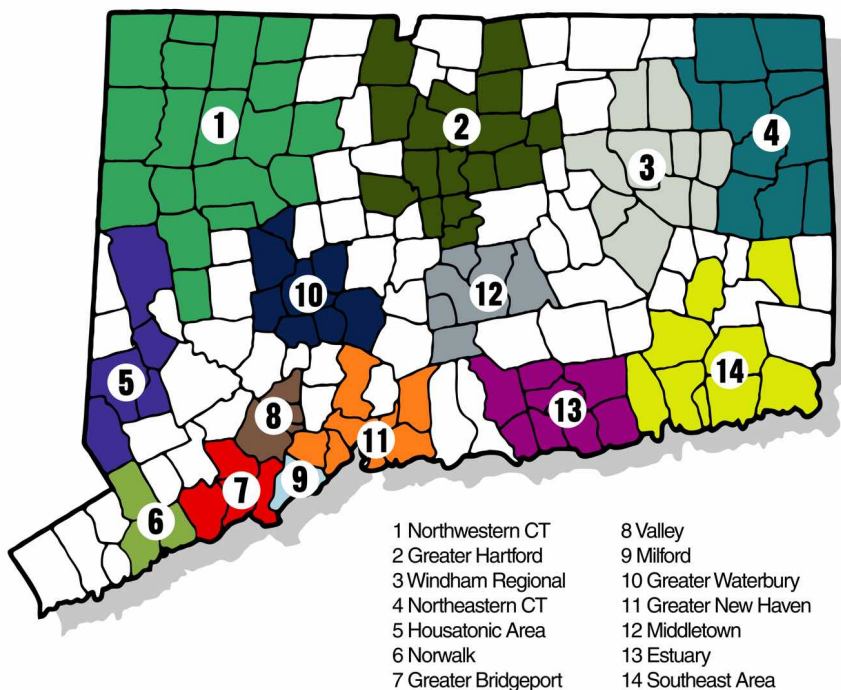 1
2
3
4
5
6
7
8
9
10
11
12
13
14
1 Northwestern CT
2 Greater Hartford
3 Windham Regional
4 Northeastern CT
5 Housatonic Area
6 Norwalk
7 Greater Bridgeport
8 Valley
9 Milford
10 Greater Waterbury
11 Greater New Haven
12 Middletown
13 Estuary
14 Southeast Area